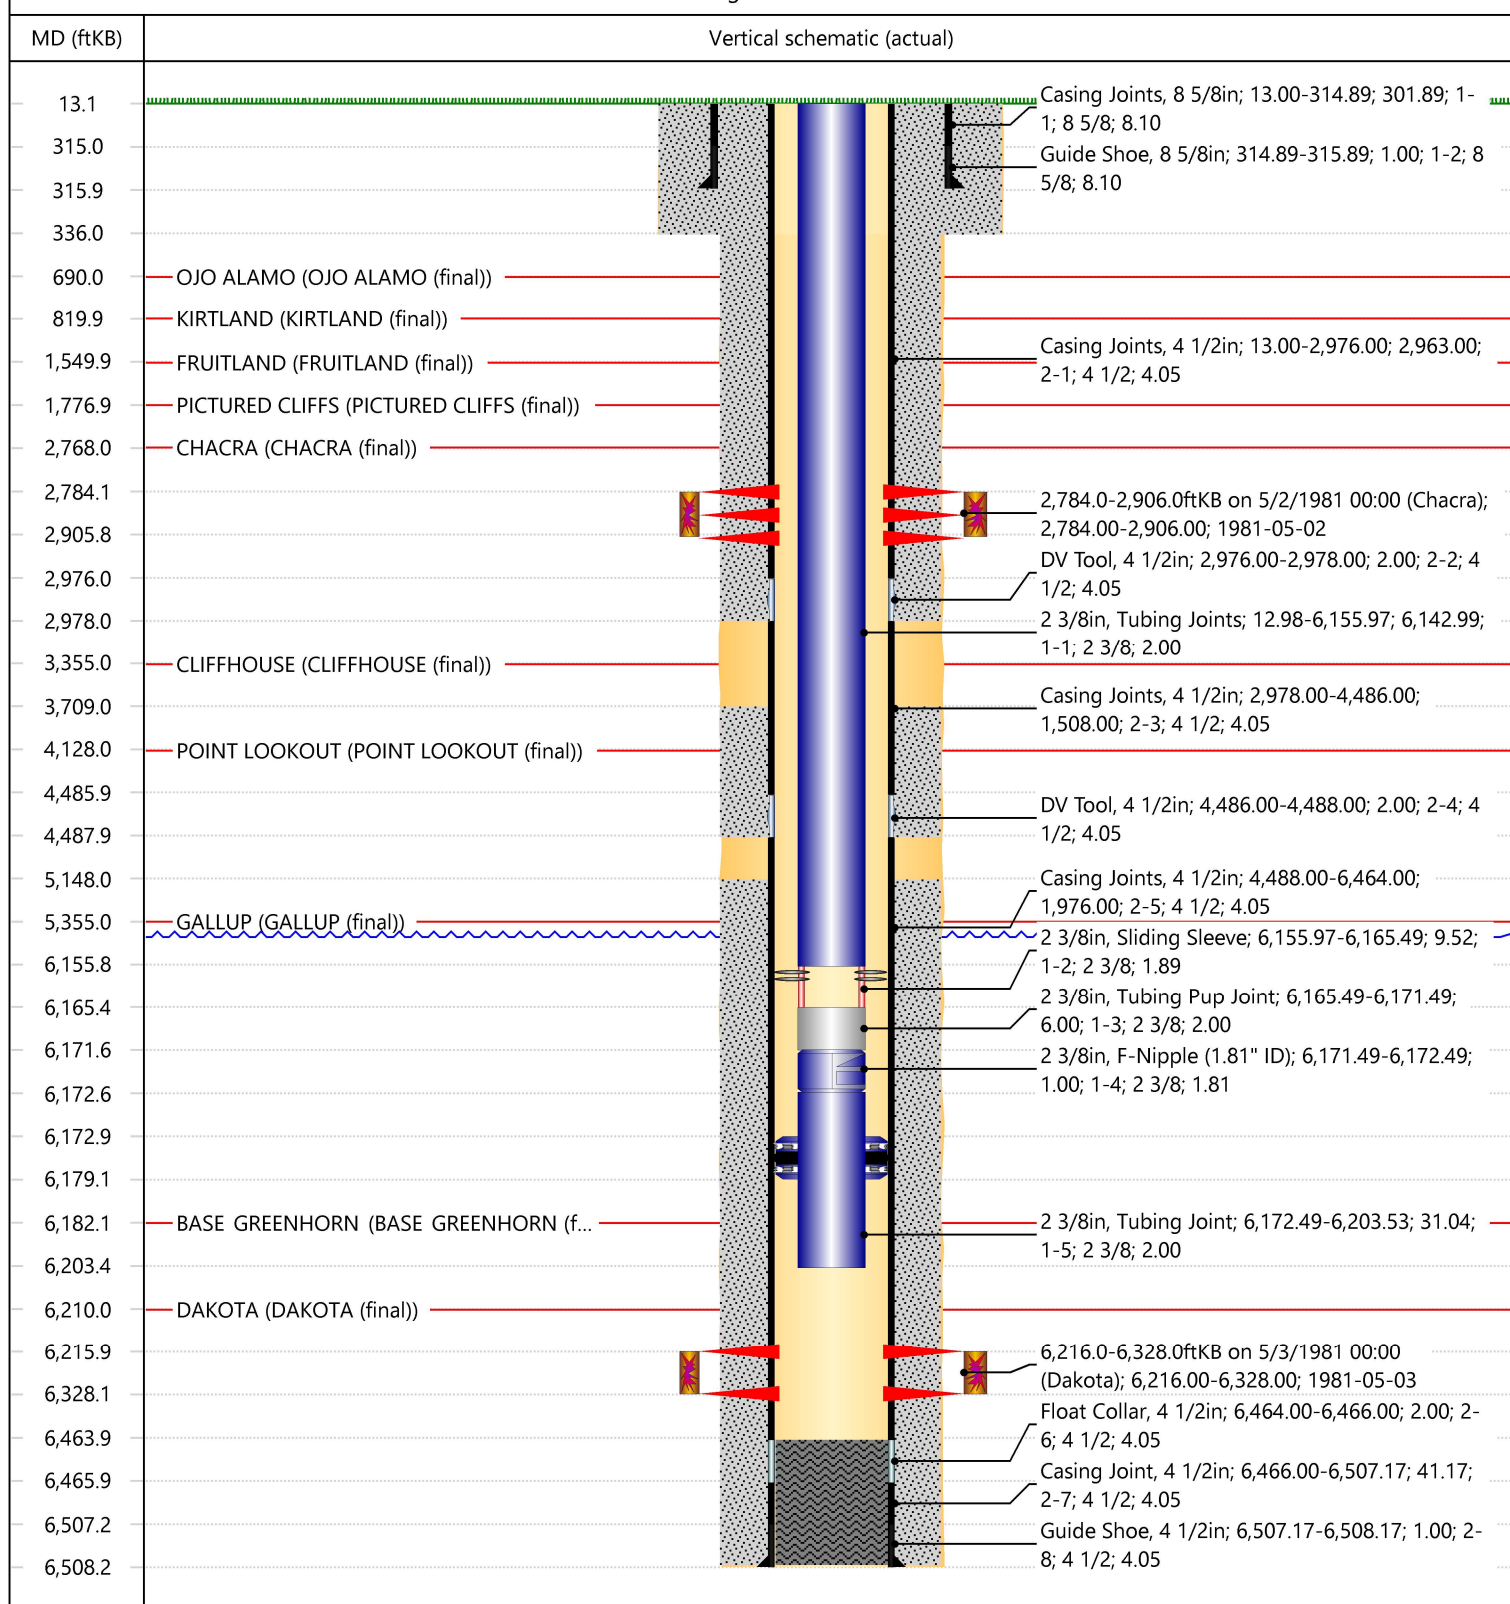 MD (ftKB)
Vertical schematic (actual)
13.1
315.0
315.9
336.0
690.0
819.9
1,549.9
1,776.9
2,768.0
2,784.1
2,905.8
2,976.0
2,978.0
3,355.0
3,709.0
4,128.0
4,485.9
4,487.9
5,148.0
5,355.0
6,155.8
6,165.4
6,171.6
6,172.6
6,172.9
6,179.1
6,182.1
6,203.4
6,210.0
6,215.9
6,328.1
6,463.9
6,465.9
6,507.2
6,508.2
OJO ALAMO (OJO ALAMO (final))
KIRTLAND (KIRTLAND (final))
FRUITLAND (FRUITLAND (final))
PICTURED CLIFFS (PICTURED CLIFFS (final))
CHACRA (CHACRA (final))
CLIFFHOUSE (CLIFFHOUSE (final))
POINT LOOKOUT (POINT LOOKOUT (final))
GALLUP (GALLUP (final))
BASE GREENHORN (BASE GREENHORN (f...
DAKOTA (DAKOTA (final))
Casing Joints, 8 5/8in; 13.00-314.89; 301.89; 1-
1; 8 5/8; 8.10
Guide Shoe, 8 5/8in; 314.89-315.89; 1.00; 1-2; 8
5/8; 8.10
Casing Joints, 4 1/2in; 13.00-2,976.00; 2,963.00;
2-1; 4 1/2; 4.05
2,784.0-2,906.0ftKB on 5/2/1981 00:00 (Chacra);
2,784.00-2,906.00; 1981-05-02
DV Tool, 4 1/2in; 2,976.00-2,978.00; 2.00; 2-2; 4
1/2; 4.05
2 3/8in, Tubing Joints; 12.98-6,155.97; 6,142.99;
1-1; 2 3/8; 2.00
Casing Joints, 4 1/2in; 2,978.00-4,486.00;
1,508.00; 2-3; 4 1/2; 4.05
DV Tool, 4 1/2in; 4,486.00-4,488.00; 2.00; 2-4; 4
1/2; 4.05
Casing Joints, 4 1/2in; 4,488.00-6,464.00;
1,976.00; 2-5; 4 1/2; 4.05
2 3/8in, Sliding Sleeve; 6,155.97-6,165.49; 9.52;
1-2; 2 3/8; 1.89
2 3/8in, Tubing Pup Joint; 6,165.49-6,171.49;
6.00; 1-3; 2 3/8; 2.00
2 3/8in, F-Nipple (1.81" ID); 6,171.49-6,172.49;
1.00; 1-4; 2 3/8; 1.81
2 3/8in, Tubing Joint; 6,172.49-6,203.53; 31.04;
1-5; 2 3/8; 2.00
6,216.0-6,328.0ftKB on 5/3/1981 00:00
(Dakota); 6,216.00-6,328.00; 1981-05-03
Float Collar, 4 1/2in; 6,464.00-6,466.00; 2.00; 2-
6; 4 1/2; 4.05
Casing Joint, 4 1/2in; 6,466.00-6,507.17; 41.17;
2-7; 4 1/2; 4.05
Guide Shoe, 4 1/2in; 6,507.17-6,508.17; 1.00; 2-
8; 4 1/2; 4.05